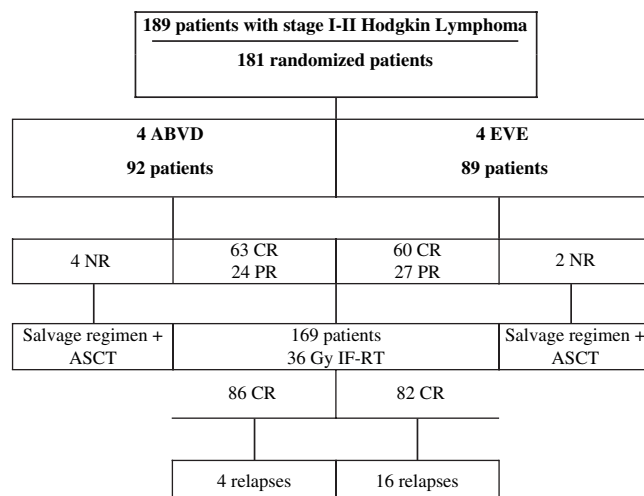 189 patients with stage I-II Hodgkin Lymphoma
181 randomized patients
4 ABVD
92 patients
4 EVE
89 patients
4 NR
63 CR
24 PR
60 CR
27 PR
2 NR
Salvage regimen +
ASCT
169 patients
36 Gy IF-RT
Salvage regimen +
ASCT
86 CR
82 CR
4 relapses
16 relapses